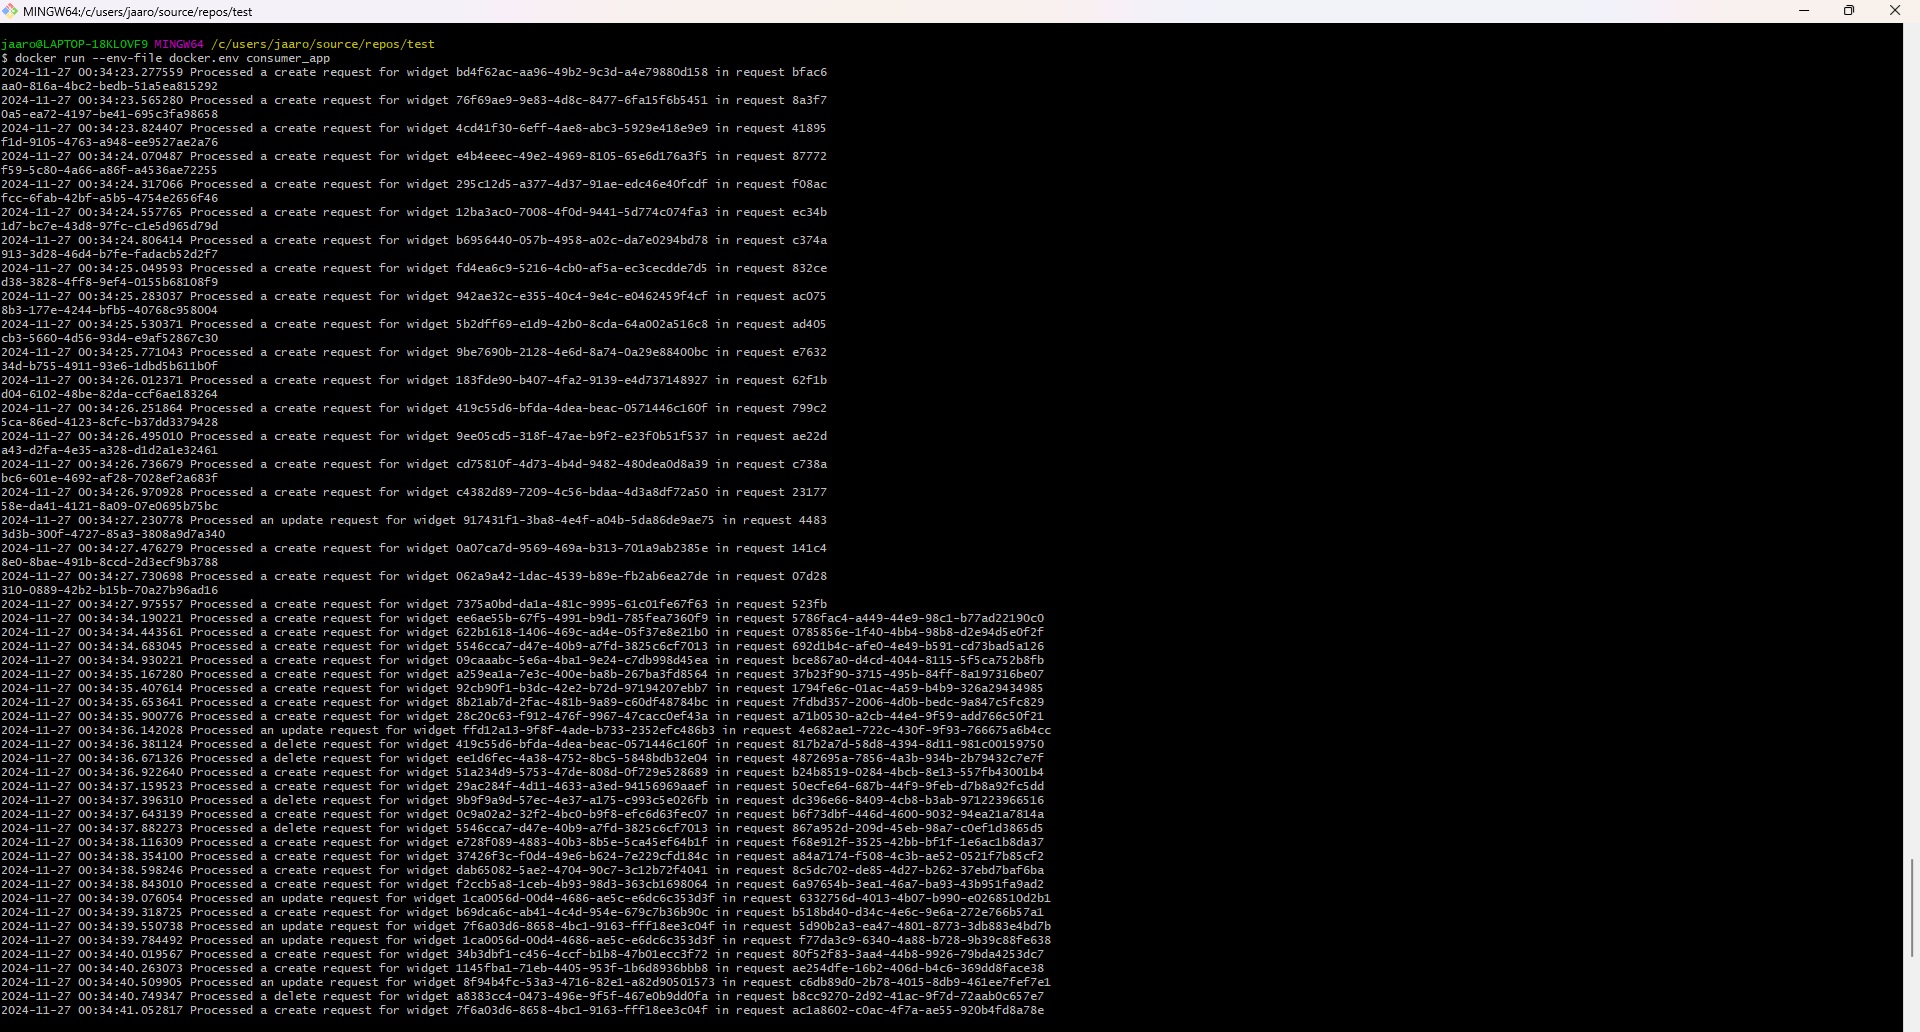 MINGW64:/c/users/jaaro/source/repos/test
jaaro@LAPTOP-18KLOVF9 MINGW64 /c/users/jaaro/source/repos/test
$ docker run --env-file docker.env consumer_app
2024-11-27 00:34:23.277559 Processed a create request for widget bd4f62ac-aa96-49b2-9c3d-a4e79880d158 in request bfac6
aa0-816a-4bc2-bedb-51a5ea815292
2024-11-27 00:34:23.565280 Processed a create request for widget 76f69ae9-9e83-4d8c-8477-6fa15f6b5451 in request 8a3f7
0a5-ea72-4197-be41-695c3fa98658
2024-11-27 00:34:23.824407 Processed a create request for widget 4cd41f30-6eff-4ae8-abc3-5929e418e9e9 in request 41895
f1d-9105-4763-a948-ee9527ae2a76
2024-11-27 00:34:24.070487 Processed a create request for widget e4b4eeec-49e2-4969-8105-65e6d176a3f5 in request 87772
f59-5c80-4a66-a86f-a4536ae72255
2024-11-27 00:34:24.317066 Processed a create request for widget 295c12d5-a377-4d37-91ae-edc46e40fcdf in request f08ac
fcc-6fab-42bf-a5b5-4754e2656f46
2024-11-27 00:34:24.557765 Processed a create request for widget 12ba3ac0-7008-4f0d-9441-5d774c074fa3 in request ec34b
1d7-bc7e-43d8-97fc-c1e5d965d79d
2024-11-27 00:34:24.806414 Processed a create request for widget b6956440-057b-4958-a02c-da7e0294bd78 in request c374a
913-3d28-46d4-b7fe-fadacb52d2f7
2024-11-27 00:34:25.049593 Processed a create request for widget fd4ea6c9-5216-4cb0-af5a-ec3cecdde7d5 in request 832ce
d38-3828-4ff8-9ef4-0155b68108f9
2024-11-27 00:34:25.283037 Processed a create request for widget 942ae32c-e355-40c4-9e4c-e0462459f4cf in request ac075
8b3-177e-4244-bfb5-40768c958004
2024-11-27 00:34:25.530371 Processed a create request for widget 5b2dff69-e1d9-42b0-8cda-64a002a516c8 in request ad405
cb3-5660-4d56-93d4-e9af52867c30
2024-11-27 00:34:25.771043 Processed a create request for widget 9be7690b-2128-4e6d-8a74-0a29e88400bc in request e7632
34d-b755-4911-93e6-1dbd5b611b0f
2024-11-27 00:34:26.012371 Processed a create request for widget 183fde90-b407-4fa2-9139-e4d737148927 in request 62f1b
d04-6102-48be-82da-ccf6ae183264
2024-11-27 00:34:26.251864 Processed a create request for widget 419c55d6-bfda-4dea-beac-0571446c160f in request 799c2
5ca-86ed-4123-8cfc-b37dd3379428
2024-11-27 00:34:26.495010 Processed a create request for widget 9ee05cd5-318f-47ae-b9f2-e23f0b51f537 in request ae22d
a43-d2fa-4e35-a328-d1d2a1e32461
2024-11-27 00:34:26.736679 Processed a create request for widget cd75810f-4d73-4b4d-9482-480dea0d8a39 in request c738a
bc6-601e-4692-af28-7028ef2a683f
2024-11-27 00:34:26.970928 Processed a create request for widget c4382d89-7209-4c56-bdaa-4d3a8df72a50 in request 23177
58e-da41-4121-8a09-07e0695b75bc
2024-11-27 00:34:27.230778 Processed an update request for widget 917431f1-3ba8-4e4f-a04b-5da86de9ae75 in request 4483
3d3b-300f-4727-85a3-3808a9d7a340
2024-11-27 00:34:27.476279 Processed a create request for widget 0a07ca7d-9569-469a-b313-701a9ab2385e in request 141c4
8e0-8bae-491b-8ccd-2d3ecf9b3788
2024-11-27 00:34:27.730698 Processed a create request for widget 062a9a42-1dac-4539-b89e-fb2ab6ea27de in request 07d28
310-0889-42b2-b15b-70a27b96ad16
2024-11-27 00:34:27.975557 Processed a create request for widget 7375a0bd-da1a-481c-9995-61c01fe67f63 in request 523fb
2024-11-27 00:34:34.190221 Processed a create request for widget ee6ae55b-67f5-4991-b9d1-785fea7360f9 in request 5786fac4-a449-44e9-98c1-b77ad22190c0
2024-11-27 00:34:34.443561 Processed a create request for widget 622b1618-1406-469c-ad4e-05f37e8e21b0 in request 0785856e-1f40-4bb4-98b8-d2e94d5e0f2f
2024-11-27 00:34:34.683045 Processed a create request for widget 5546cca7-d47e-40b9-a7fd-3825c6cf7013 in request 692d1b4c-afe0-4e49-b591-cd73bad5a126
2024-11-27 00:34:34.930221 Processed a create request for widget 09caaabc-5e6a-4ba1-9e24-c7db998d45ea in request bce867a0-d4cd-4044-8115-5f5ca752b8fb
2024-11-27 00:34:35.167280 Processed a create request for widget a259ea1a-7e3c-400e-ba8b-267ba3fd8564 in request 37b23f90-3715-495b-84ff-8a197316be07
2024-11-27 00:34:35.407614 Processed a create request for widget 92cb90f1-b3dc-42e2-b72d-97194207ebb7 in request 1794fe6c-01ac-4a59-b4b9-326a29434985
2024-11-27 00:34:35.653641 Processed a create request for widget 8b21ab7d-2fac-481b-9a89-c60df48784bc in request 7fdbd357-2006-4d0b-bedc-9a847c5fc829
2024-11-27 00:34:35.900776 Processed a create request for widget 28c20c63-f912-476f-9967-47cacc0ef43a in request a71b0530-a2cb-44e4-9f59-add766c50f21
2024-11-27 00:34:36.142028 Processed an update request for widget ffd12a13-9f8f-4ade-b733-2352efc486b3 in request 4e682ae1-722c-430f-9f93-766675a6b4cc
2024-11-27 00:34:36.381124 Processed a delete request for widget 419c55d6-bfda-4dea-beac-0571446c160f in request 817b2a7d-58d8-4394-8d11-981c00159750
2024-11-27 00:34:36.671326 Processed a delete request for widget ee1d6fec-4a38-4752-8bc5-5848bdb32e04 in request 4872695a-7856-4a3b-934b-2b79432c7e7f
2024-11-27 00:34:36.922640 Processed a create request for widget 51a234d9-5753-47de-808d-0f729e528689 in request b24b8519-0284-4bcb-8e13-557fb43001b4
2024-11-27 00:34:37.159523 Processed a create request for widget 29ac284f-4d11-4633-a3ed-94156969aaef in request 50ecfe64-687b-44f9-9feb-d7b8a92fc5dd
2024-11-27 00:34:37.396310 Processed a delete request for widget 9b9f9a9d-57ec-4e37-a175-c993c5e026fb in request dc396e66-8409-4cb8-b3ab-971223966516
2024-11-27 00:34:37.643139 Processed a create request for widget 0c9a02a2-32f2-4bc0-b9f8-efc6d63fec07 in request b6f73dbf-446d-4600-9032-94ea21a7814a
2024-11-27 00:34:37.882273 Processed a delete request for widget 5546cca7-d47e-40b9-a7fd-3825c6cf7013 in request 867a952d-209d-45eb-98a7-c0ef1d3865d5
2024-11-27 00:34:38.116309 Processed a create request for widget e728f089-4883-40b3-8b5e-5ca45ef64b1f in request f68e912f-3525-42bb-bf1f-1e6ac1b8da37
2024-11-27 00:34:38.354100 Processed a create request for widget 37426f3c-f0d4-49e6-b624-7e229cfd184c in request a84a7174-f508-4c3b-ae52-0521f7b85cf2
2024-11-27 00:34:38.598246 Processed a create request for widget dab65082-5ae2-4704-90c7-3c12b72f4041 in request 8c5dc702-de85-4d27-b262-37ebd7baf6ba
2024-11-27 00:34:38.843010 Processed a create request for widget f2ccb5a8-1ceb-4b93-98d3-363cb1698064 in request 6a97654b-3ea1-46a7-ba93-43b951fa9ad2
2024-11-27 00:34:39.076054 Processed an update request for widget 1ca0056d-00d4-4686-ae5c-e6dc6c353d3f in request 6332756d-4013-4b07-b990-e0268510d2b1
2024-11-27 00:34:39.318725 Processed a create request for widget b69dca6c-ab41-4c4d-954e-679c7b36b90c in request b518bd40-d34c-4e6c-9e6a-272e766b57a1
2024-11-27 00:34:39.550738 Processed an update request for widget 7f6a03d6-8658-4bc1-9163-fff18ee3c04f in request 5d90b2a3-ea47-4801-8773-3db883e4bd7b
2024-11-27 00:34:39.784492 Processed an update request for widget 1ca0056d-00d4-4686-ae5c-e6dc6c353d3f in request f77da3c9-6340-4a88-b728-9b39c88fe638
2024-11-27 00:34:40.019567 Processed a create request for widget 34b3dbf1-c456-4ccf-b1b8-47b01ecc3f72 in request 80f52f83-3aa4-44b8-9926-79bda4253dc7
2024-11-27 00:34:40.263073 Processed a create request for widget 1145fba1-71eb-4405-953f-1b6d8936bbb8 in request ae254dfe-16b2-406d-b4c6-369dd8face38
2024-11-27 00:34:40.509905 Processed an update request for widget 8f94b4fc-53a3-4716-82e1-a82d90501573 in request c6db89d0-2b78-4015-8db9-461ee7fef7e1
2024-11-27 00:34:40.749347 Processed a delete request for widget a8383cc4-0473-496e-9f5f-467e0b9dd0fa in request b8cc9270-2d92-41ac-9f7d-72aab0c657e7
2024-11-27 00:34:41.052817 Processed a create request for widget 7f6a03d6-8658-4bc1-9163-fff18ee3c04f in request ac1a8602-c0ac-4f7a-ae55-920b4fd8a78e